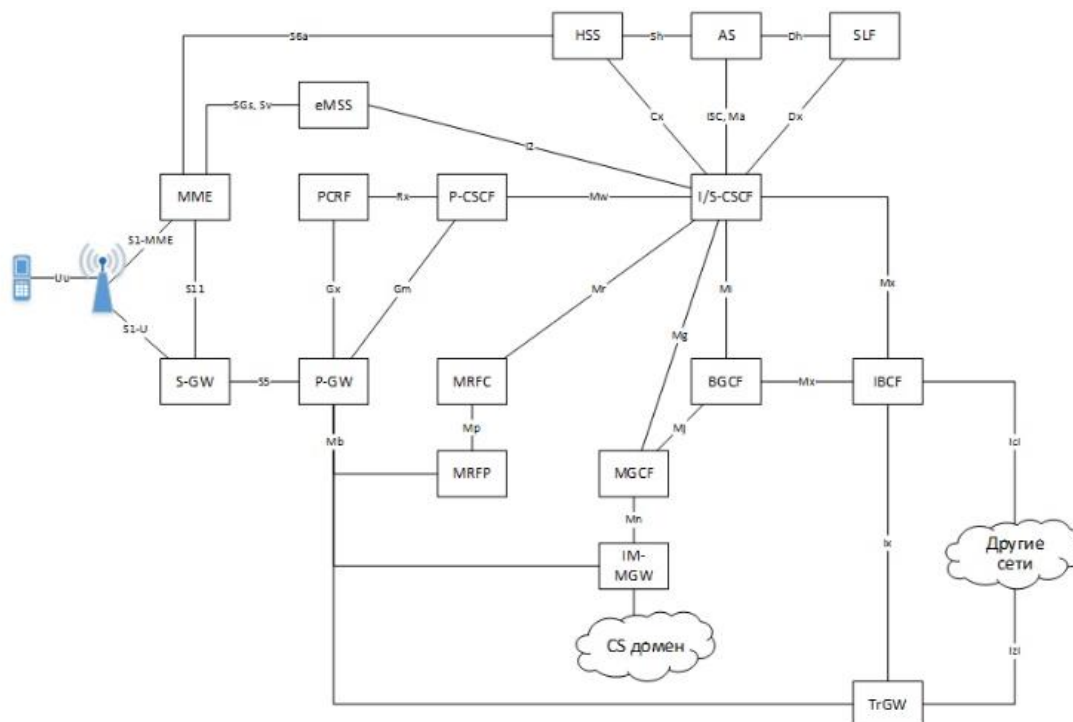 HSS
Sh
AS
Dh
SLF
S6a
eMSS
SGs, Sv
Cx
ISC, Ma
Dx
I2
MME
PCRF
Rx
P-CSCF
Mw
I/S-CSCF
S1-MME
Uu
S11
Gx
Gm
Mr
Mi
Mx
Mg
S1-U
S-GW
S5
P-GW
MRFC
BGCF
Mx
IBCF
Mp
Mj
Mb
Ici
MRFP
MGCF
Mn
Ix
Другие
сети
IM-
MGW
CS домен
Izi
TrGW